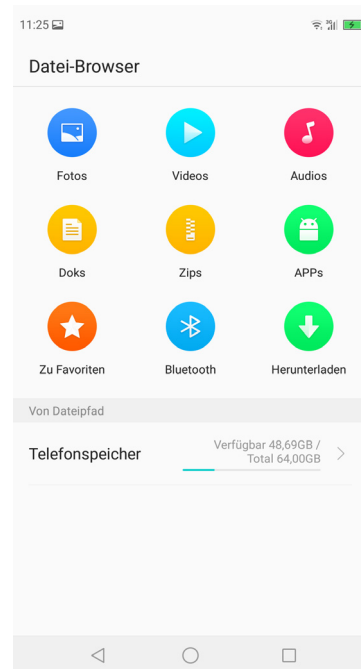 11:25
3G
Datei-Browser
Fotos
Videos
Audios
Doks
Zips
APPs
Zu Favoriten
Bluetooth
Herunterladen
Von Dateipfad
Telefonspeicher
Verfügbar 48,69GB /
Total 64,00GB